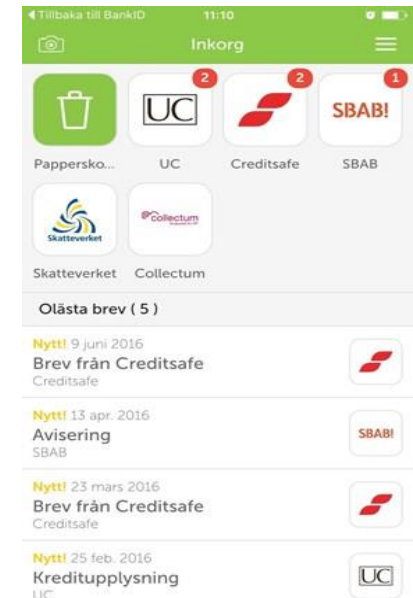 Tillbaka till BankID 11:10
Inkorg
2 2 1
UC SBAB!
Pappersko... UC Creditsafe SBAB
Skatteverket Collectum
Skatteverket Collectum
Olästa brev ( 5 )
Nytt! 9 juni 2016
Brev från Creditsafe
Creditsafe
Nytt! 13 apr. 2016
Avisering
SBAB
SBAB!
Nytt! 23 mars 2016
Brev från Creditsafe
Creditsafe
Nytt! 25 feb. 2016
Kreditupplysning
UC
UC